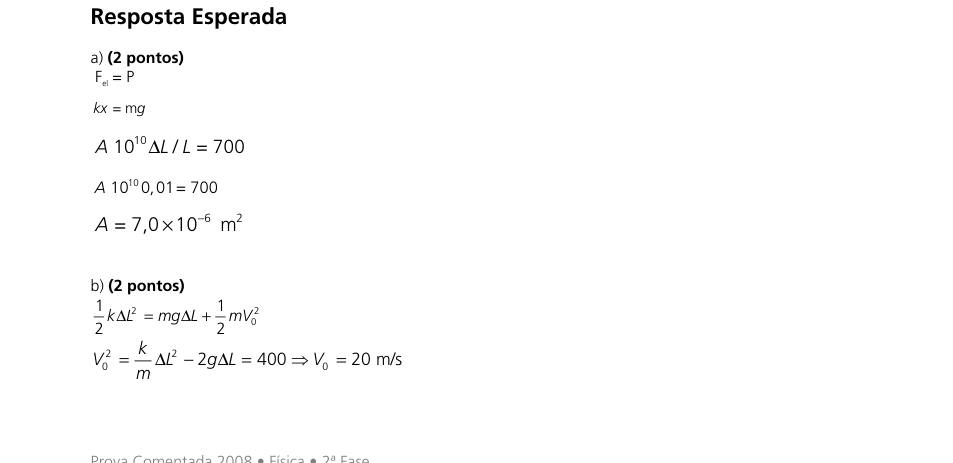 Resposta Esperada
a) (2 pontos)
Fₑₗ = P
kx = mg
A 10¹⁰ ΔL / L = 700
A 10¹⁰ 0,01 = 700
A = 7,0 × 10⁻⁶ m²
b) (2 pontos)
1/2 kΔL² = mgΔL + 1/2 mV₀²
V₀² = k/m ΔL² − 2gΔL = 400 ⇒ V₀ = 20 m/s
Prova Comentada 2008 • Física • 2ª Fase